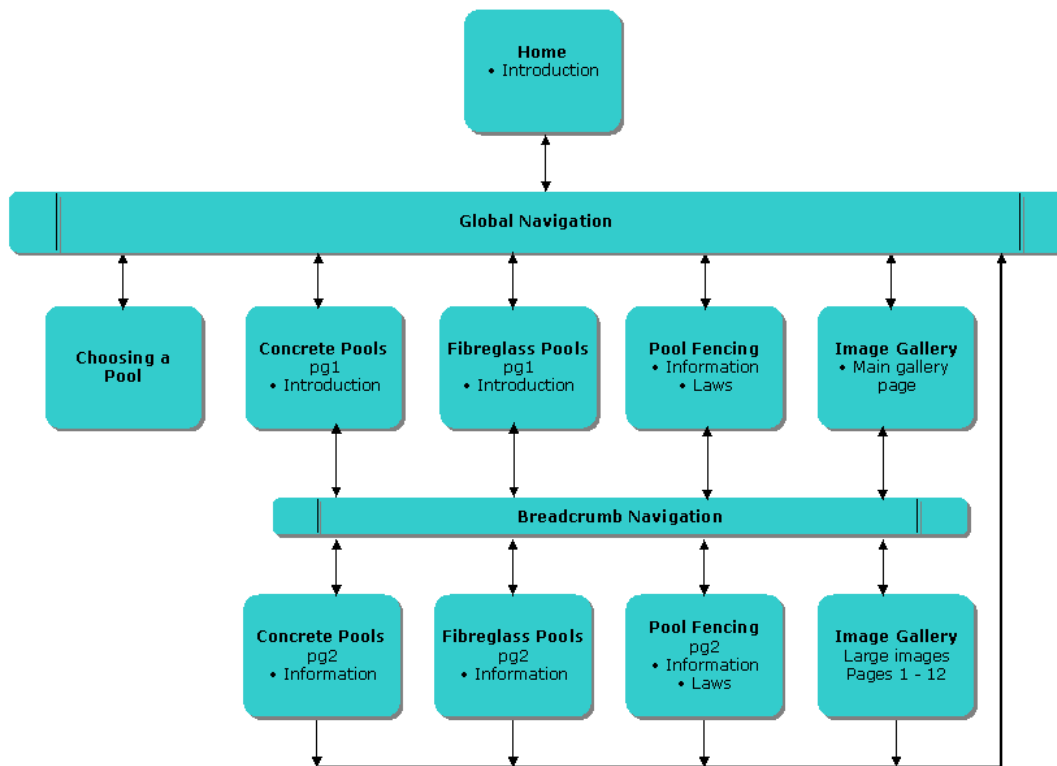 Home
• Introduction
Global Navigation
Choosing a
Pool
Concrete Pools
pg1
• Introduction
Fibreglass Pools
pg1
• Introduction
Pool Fencing
• Information
• Laws
Image Gallery
• Main gallery
page
Breadcrumb Navigation
Concrete Pools
pg2
• Information
Fibreglass Pools
pg2
• Information
Pool Fencing
pg2
• Information
• Laws
Image Gallery
Large images
Pages 1 - 12